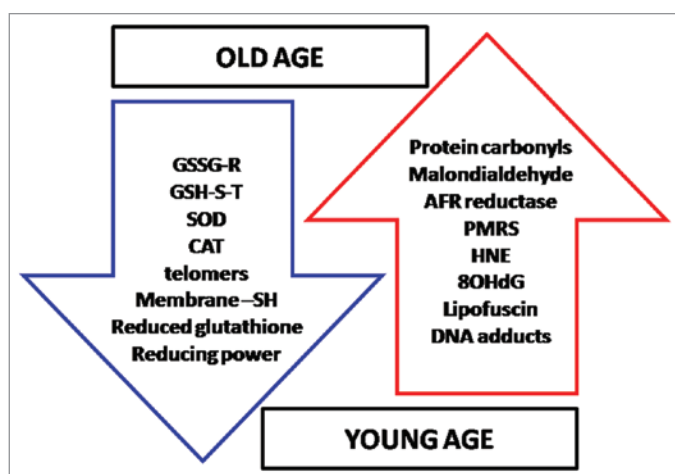 OLD AGE
GSSG-R
GSH-S-T
SOD
CAT
telomers
Membrane–SH
Reduced glutathione
Reducing power
Protein carbonyls
Malondialdehyde
AFR reductase
PMRS
HNE
8OHdG
Lipofuscin
DNA adducts
YOUNG AGE